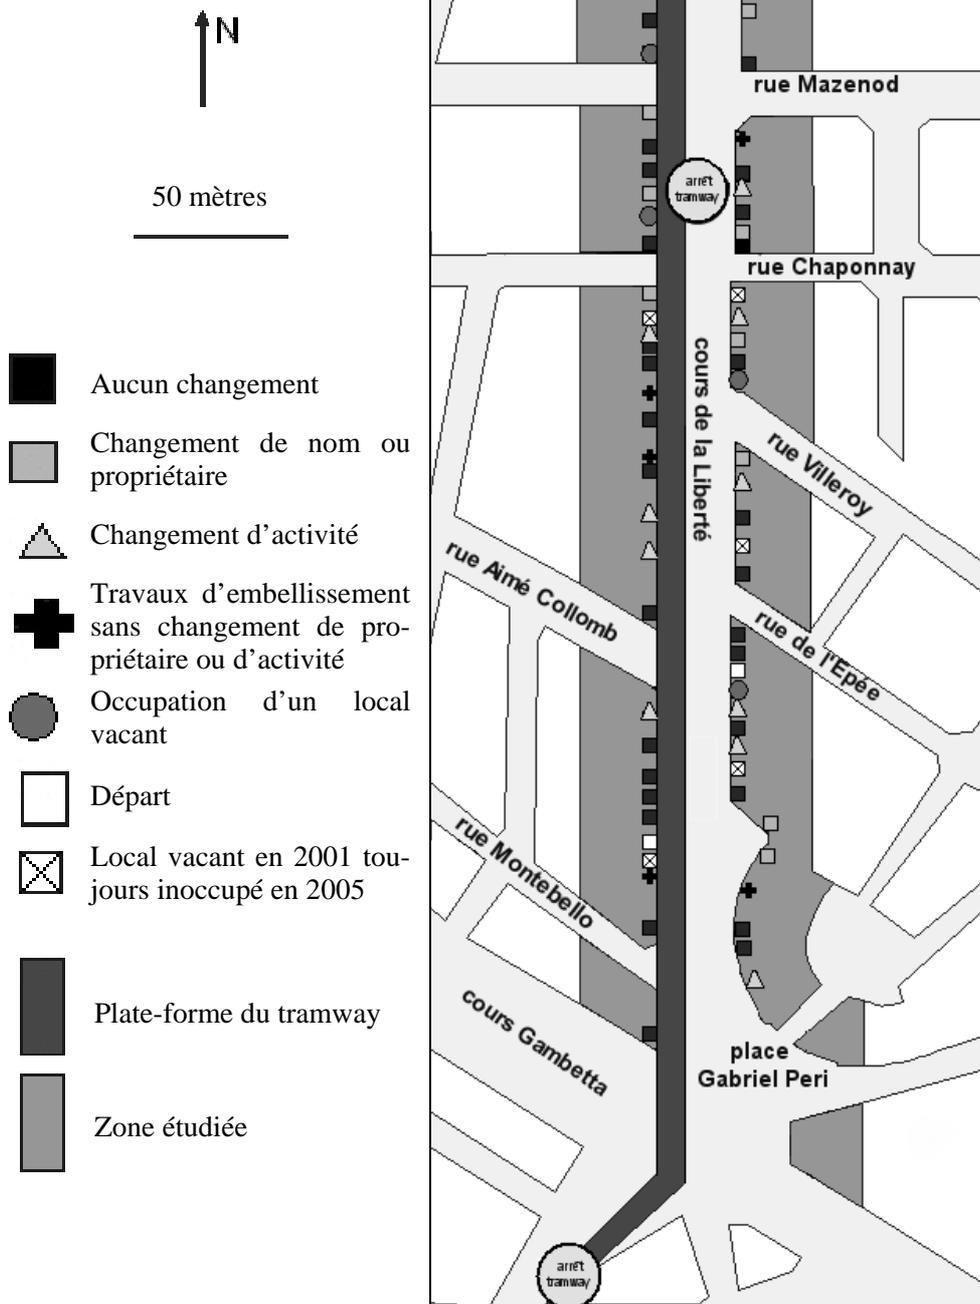 N
50 mètres
Aucun changement
Changement de nom ou
propriétaire
Changement d'activité
Travaux d'embellissement
sans changement de pro-
priétaire ou d'activité
Occupation d'un local
vacant
Départ
Local vacant en 2001 tou-
jours inoccupé en 2005
Plate-forme du tramway
Zone étudiée
rue Mazenod
arrêt
tramway
rue Chaponnay
cours de la Liberté
rue Villeroy
rue Aimé Collomb
rue de l'Epée
rue Montebello
cours Gambetta
place
Gabriel Peri
arrêt
tramway